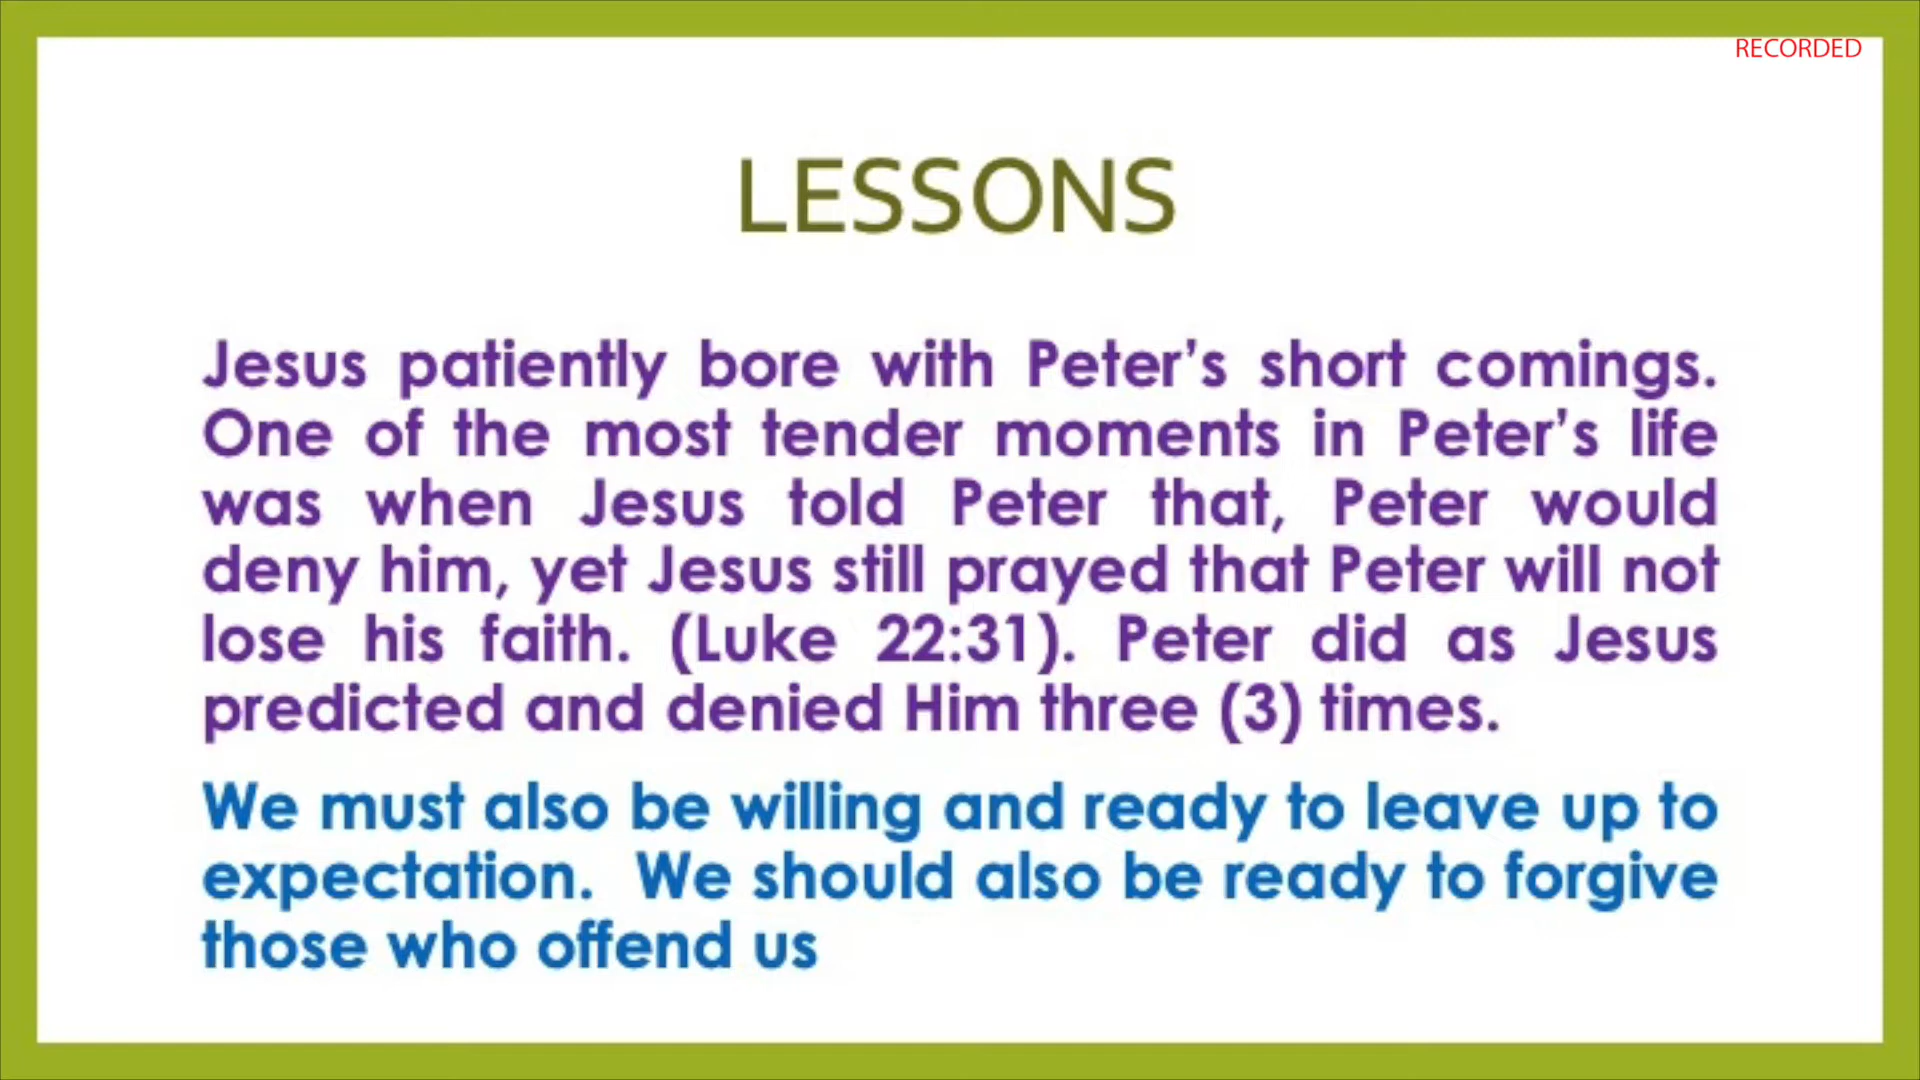 RECORDED
LESSONS
Jesus patiently bore with Peter’s short comings.
One of the most tender moments in Peter’s life
was when Jesus told Peter that, Peter would
deny him, yet Jesus still prayed that Peter will not
lose his faith. (Luke 22:31). Peter did as Jesus
predicted and denied Him three (3) times.
We must also be willing and ready to leave up to
expectation.  We should also be ready to forgive
those who offend us